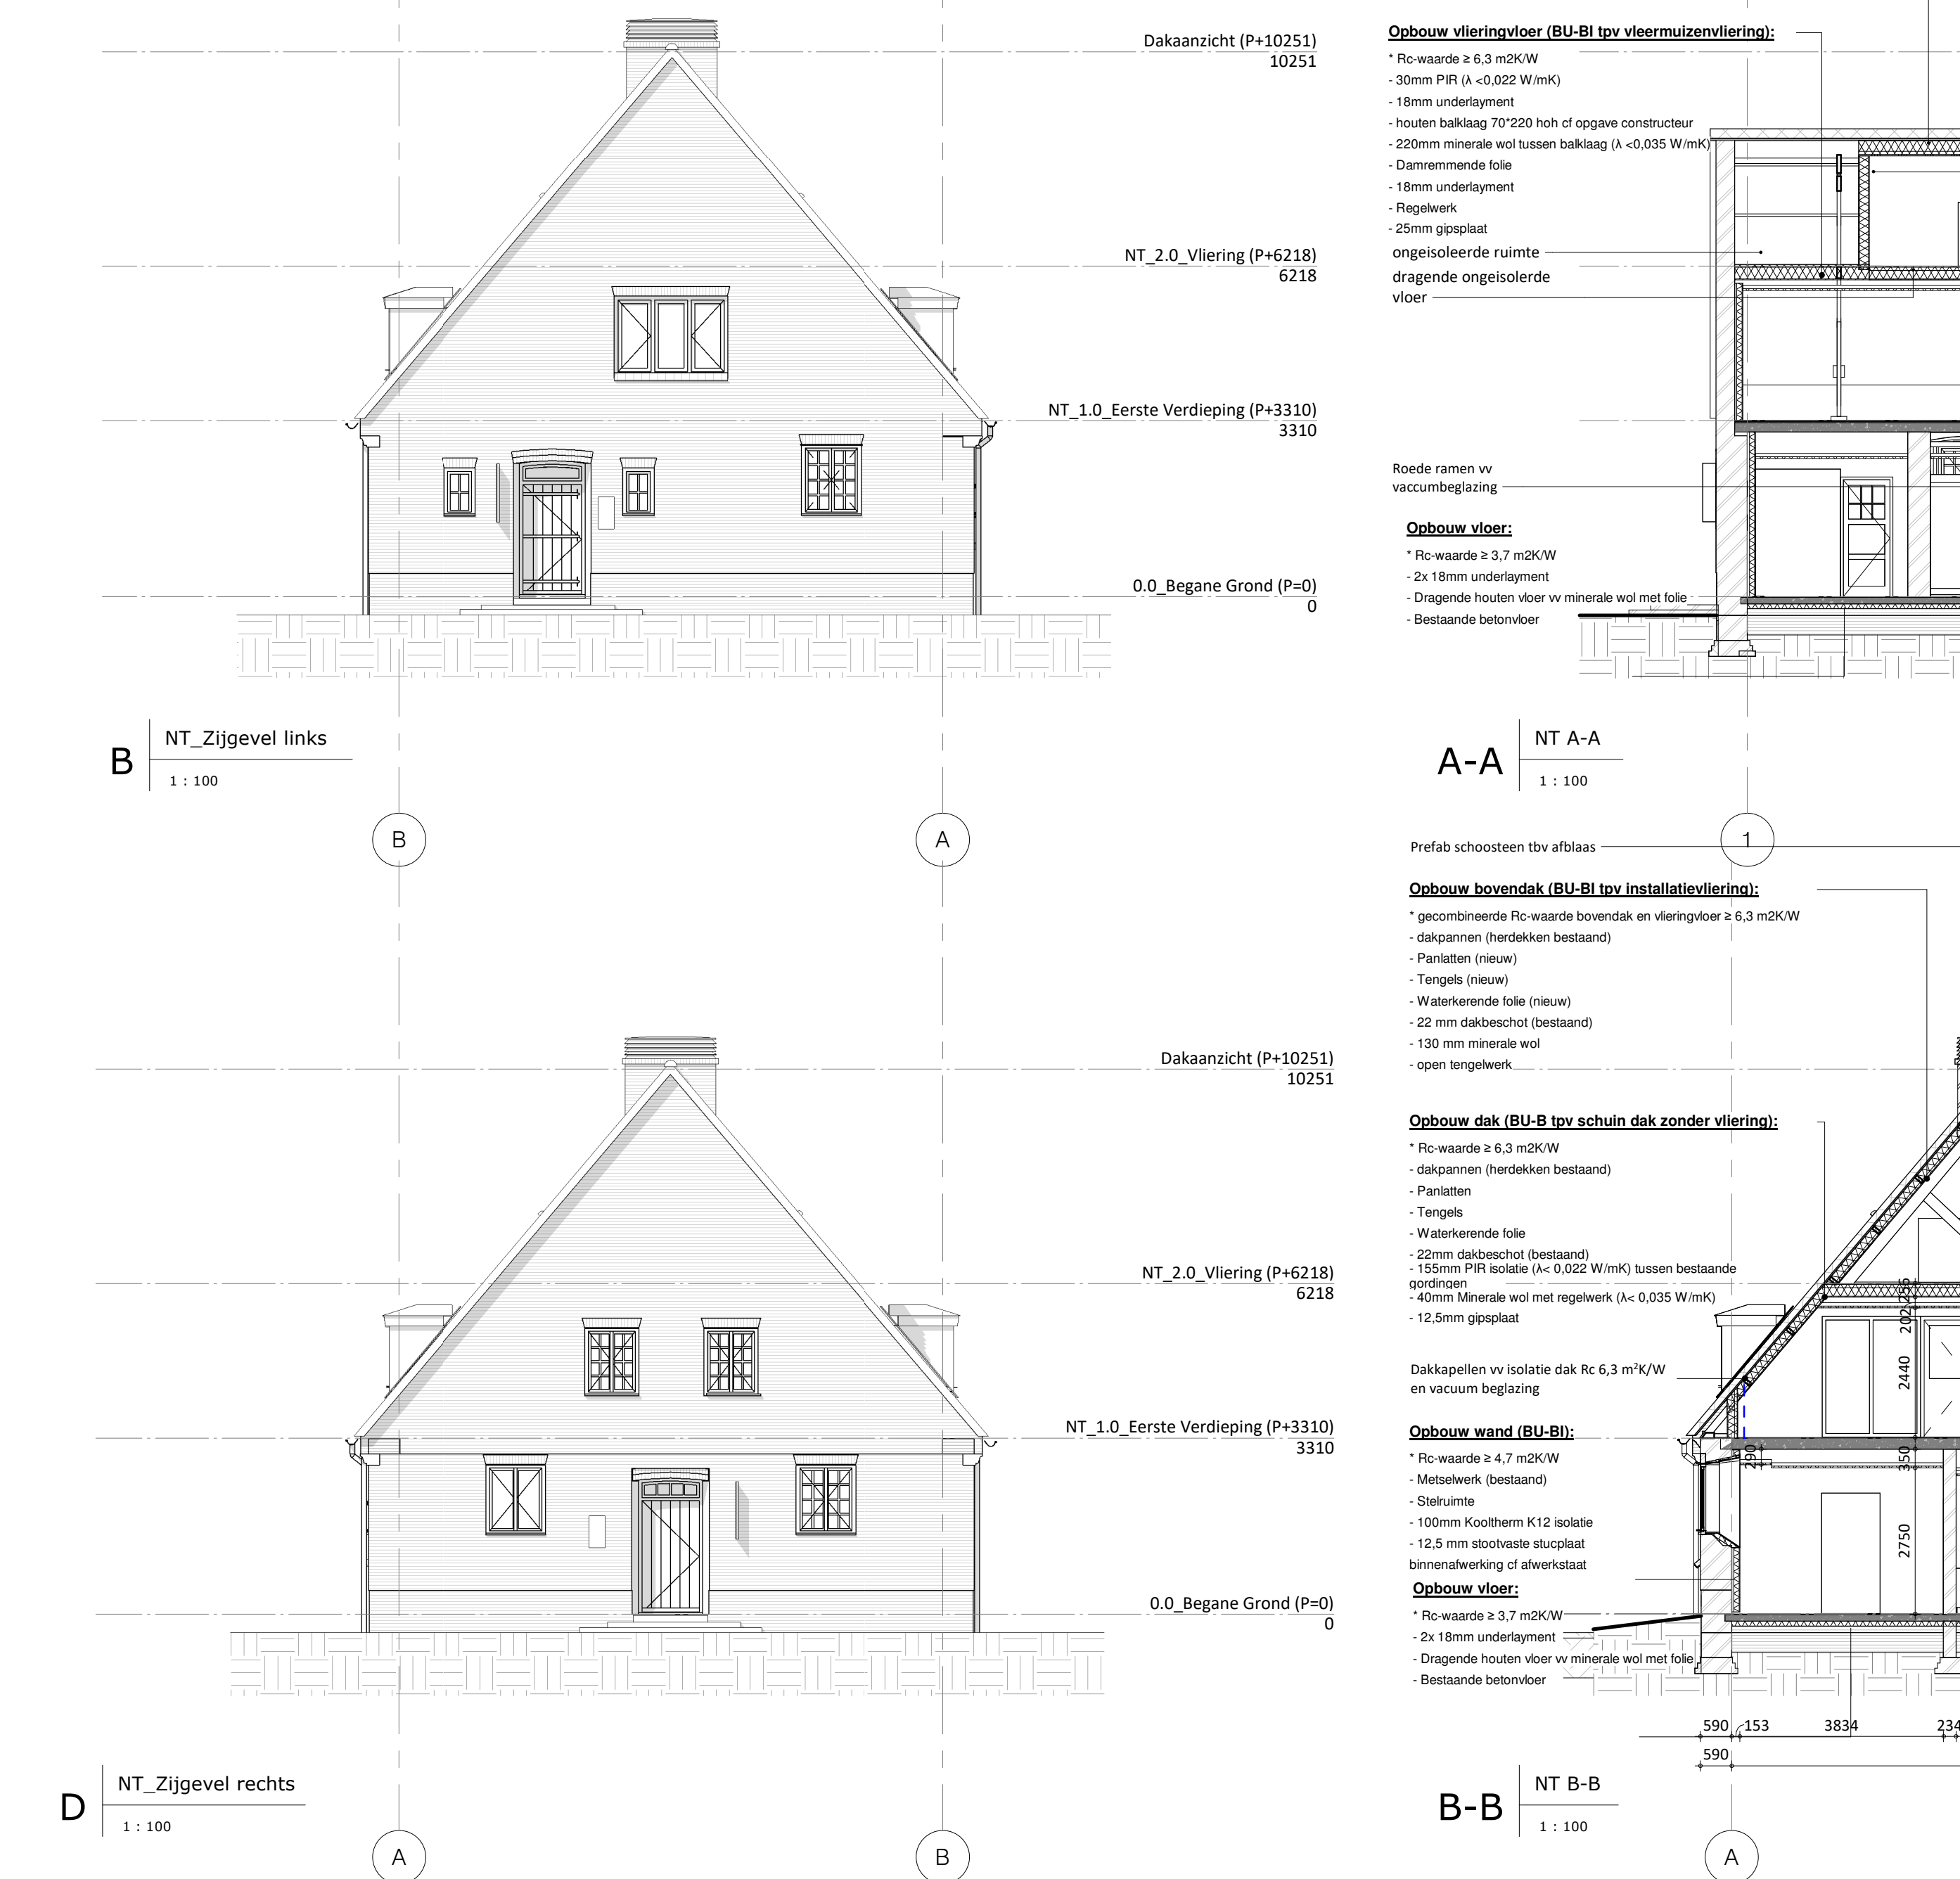 Dakaanzicht (P+10251)
10251
NT_2.0_Vliering (P+6218)
6218
NT_1.0_Eerste Verdieping (P+3310)
3310
0.0_Begane Grond (P=0)
0
B
NT_Zijgevel links
1 : 100
B
A
Opbouw vlieringvloer (BU-BI tpv vleermuizenvliering):
* Rc-waarde ≥ 6,3 m2K/W
- 30mm PIR (λ <0,022 W/mK)
- 18mm underlayment
- houten balklaag 70*220 hoh cf opgave constructeur
- 220mm minerale wol tussen balklaag (λ <0,035 W/mK)
- Damremmende folie
- 18mm underlayment
- Regelwerk
- 25mm gipsplaat
ongeisoleerde ruimte
dragende ongeisolerde
vloer
Roede ramen vv
vaccumbeglazing
Opbouw vloer:
* Rc-waarde ≥ 3,7 m2K/W
- 2x 18mm underlayment
- Dragende houten vloer vv minerale wol met folie
- Bestaande betonvloer
A-A
NT A-A
1 : 100
1
Dakaanzicht (P+10251)
10251
NT_2.0_Vliering (P+6218)
6218
NT_1.0_Eerste Verdieping (P+3310)
3310
0.0_Begane Grond (P=0)
0
D
NT_Zijgevel rechts
1 : 100
A
B
Prefab schoosteen tbv afblaas
Opbouw bovendak (BU-BI tpv installatievliering):
* gecombineerde Rc-waarde bovendak en vlieringvloer ≥ 6,3 m2K/W
- dakpannen (herdekken bestaand)
- Panlatten (nieuw)
- Tengels (nieuw)
- Waterkerende folie (nieuw)
- 22 mm dakbeschot (bestaand)
- 130 mm minerale wol
- open tengelwerk
Opbouw dak (BU-B tpv schuin dak zonder vliering):
* Rc-waarde ≥ 6,3 m2K/W
- dakpannen (herdekken bestaand)
- Panlatten
- Tengels
- Waterkerende folie
- 22mm dakbeschot (bestaand)
- 155mm PIR isolatie (λ< 0,022 W/mK) tussen bestaande
gordingen
- 40mm Minerale wol met regelwerk (λ< 0,035 W/mK)
- 12,5mm gipsplaat
Dakkapellen vv isolatie dak Rc 6,3 m²K/W
en vacuum beglazing
Opbouw wand (BU-BI):
* Rc-waarde ≥ 4,7 m2K/W
- Metselwerk (bestaand)
- Stelruimte
- 100mm Kooltherm K12 isolatie
- 12,5 mm stootvaste stucplaat
binnenafwerking cf afwerkstaat
Opbouw vloer:
* Rc-waarde ≥ 3,7 m2K/W
- 2x 18mm underlayment
- Dragende houten vloer vv minerale wol met folie
- Bestaande betonvloer
202
2440
290
350
2750
590 153 3834 234
590
B-B
NT B-B
1 : 100
A